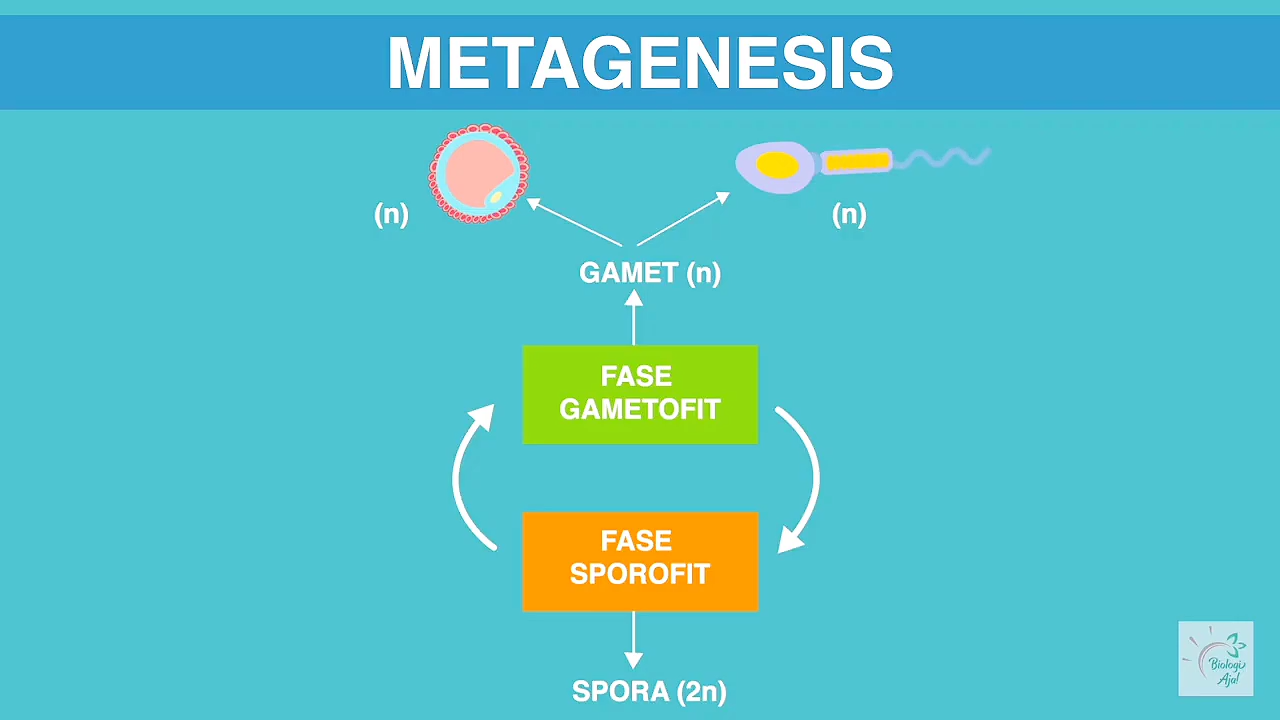 METAGENESIS
(n)
(n)
GAMET (n)
FASE
GAMETOFIT
FASE
SPOROFIT
SPORA (2n)
Biologi
Aja!